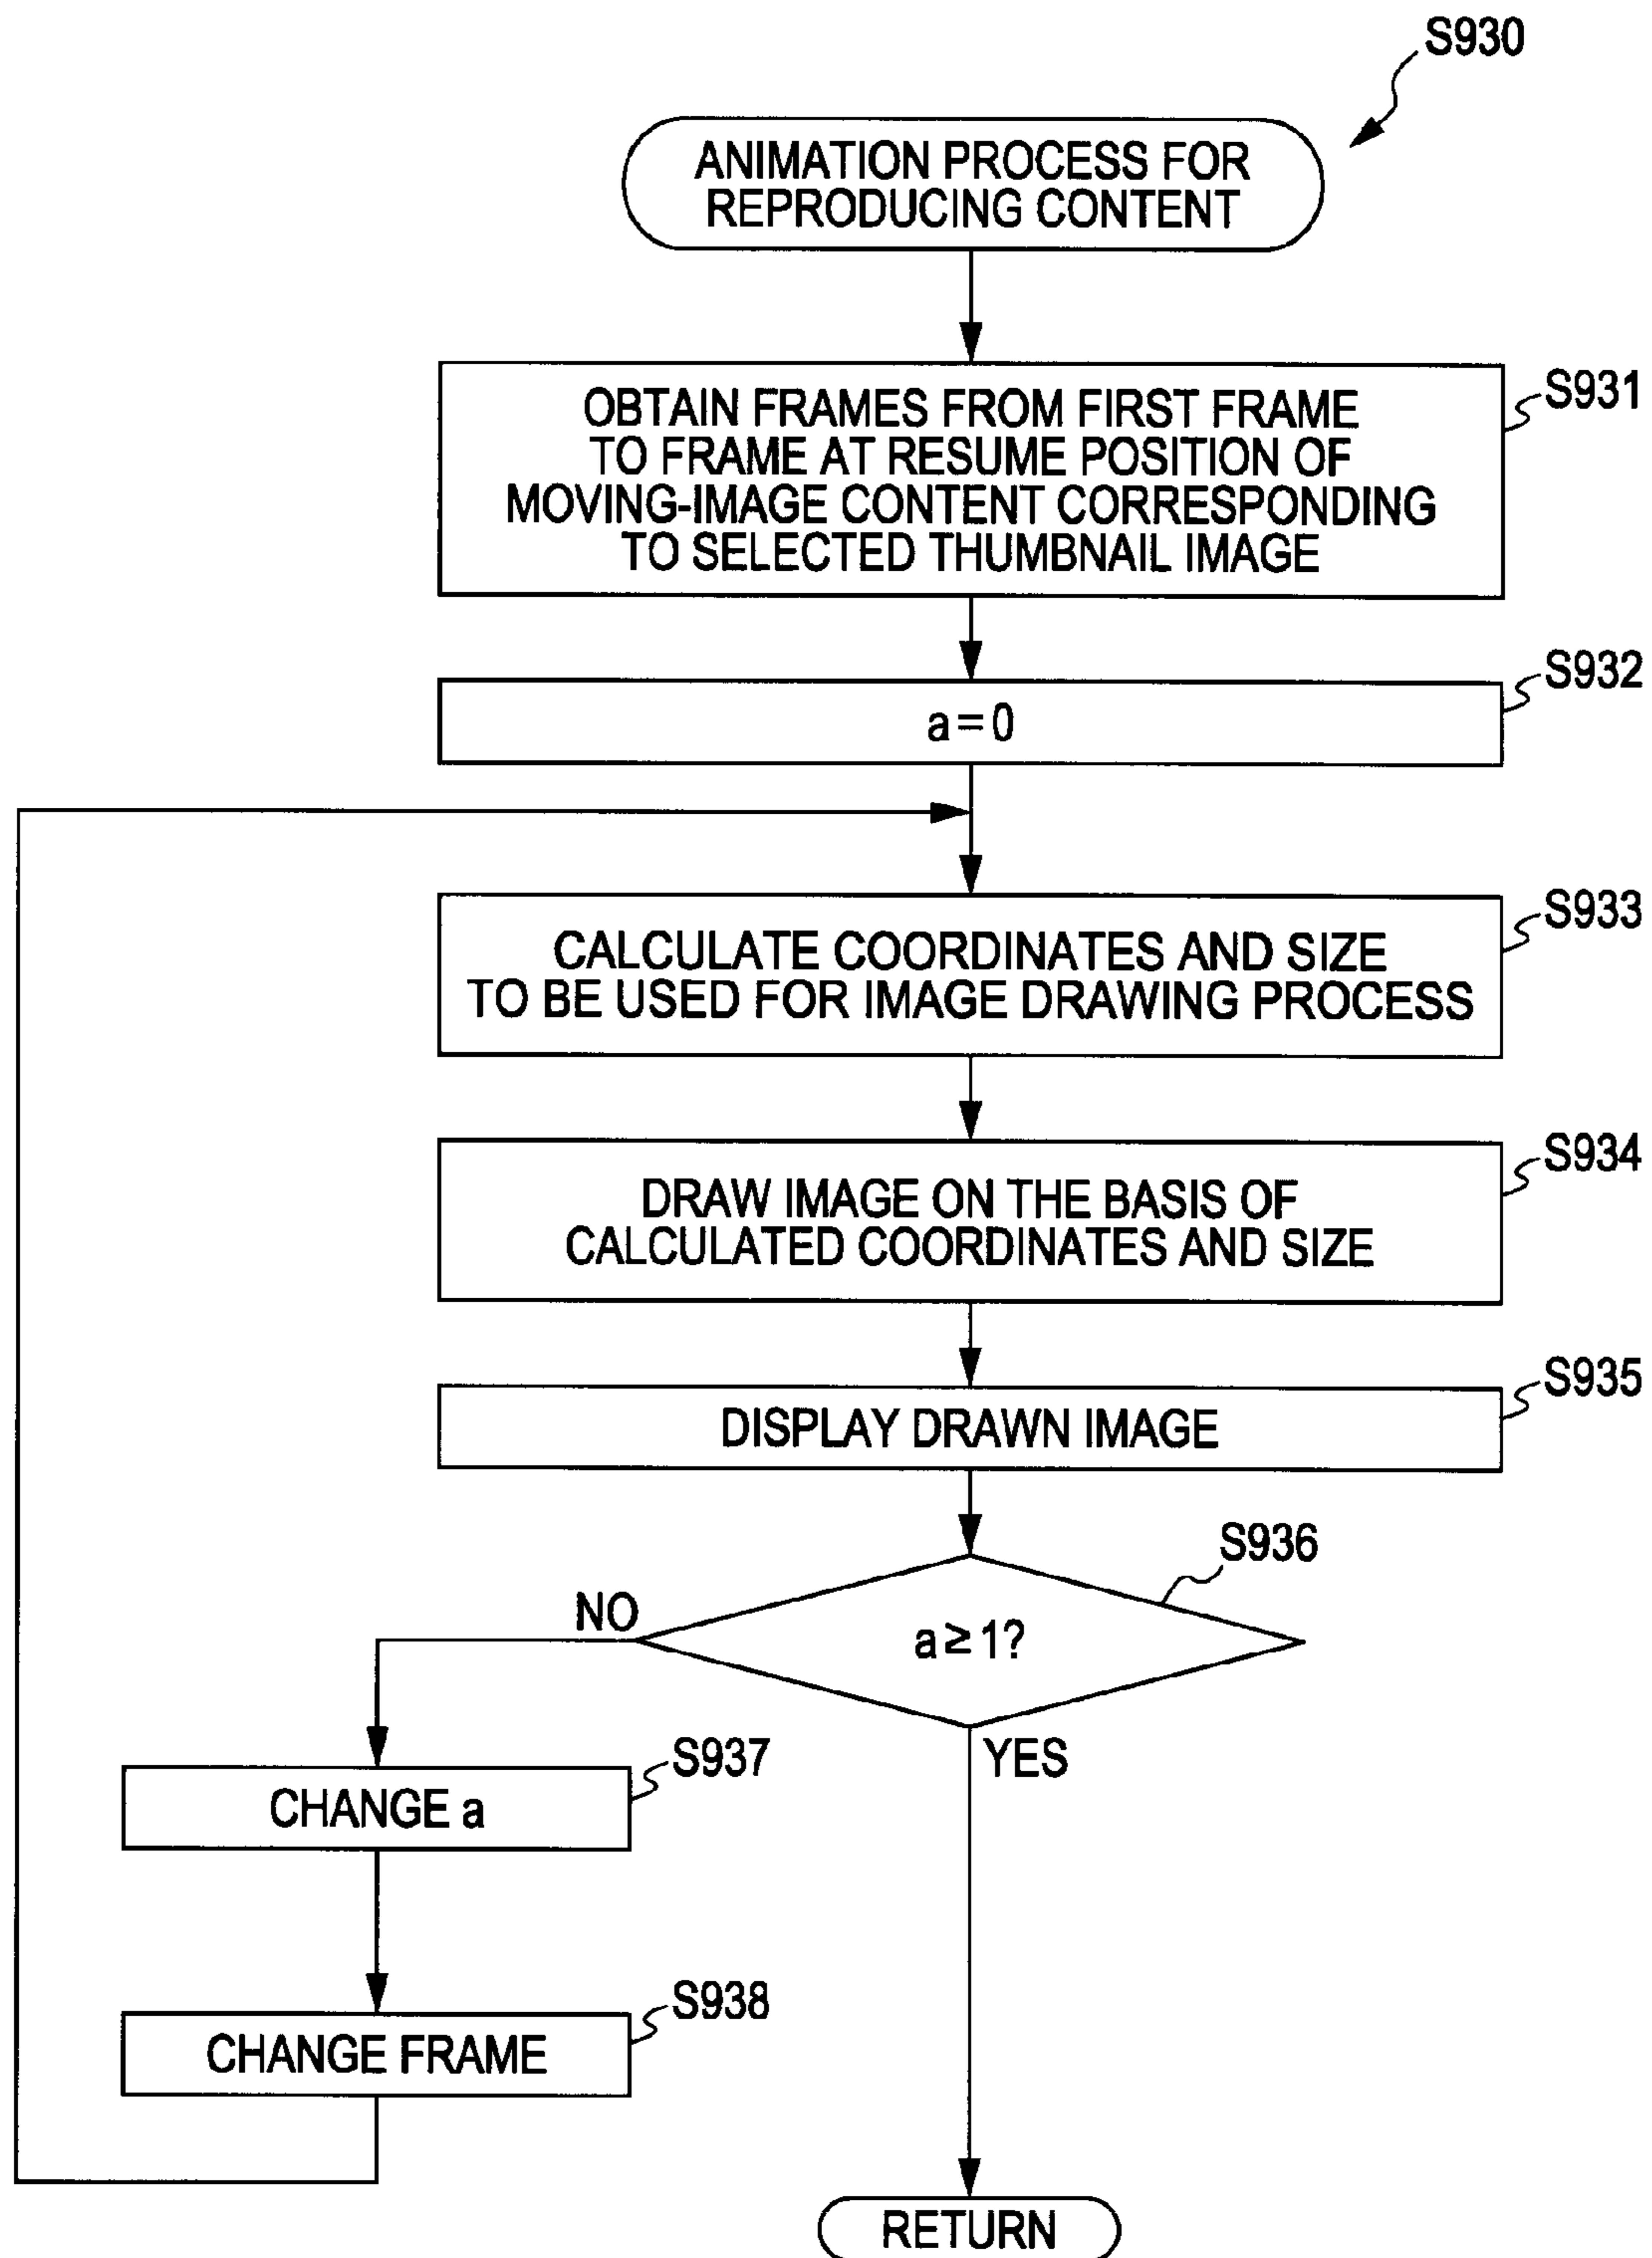 S930
ANIMATION PROCESS FOR
REPRODUCING CONTENT
S931
OBTAIN FRAMES FROM FIRST FRAME
TO FRAME AT RESUME POSITION OF
MOVING-IMAGE CONTENT CORRESPONDING
TO SELECTED THUMBNAIL IMAGE
S932
a=0
S933
CALCULATE COORDINATES AND SIZE
TO BE USED FOR IMAGE DRAWING PROCESS
S934
DRAW IMAGE ON THE BASIS OF
CALCULATED COORDINATES AND SIZE
S935
DISPLAY DRAWN IMAGE
S936
NO
a≥1?
YES
S937
CHANGE a
S938
CHANGE FRAME
RETURN